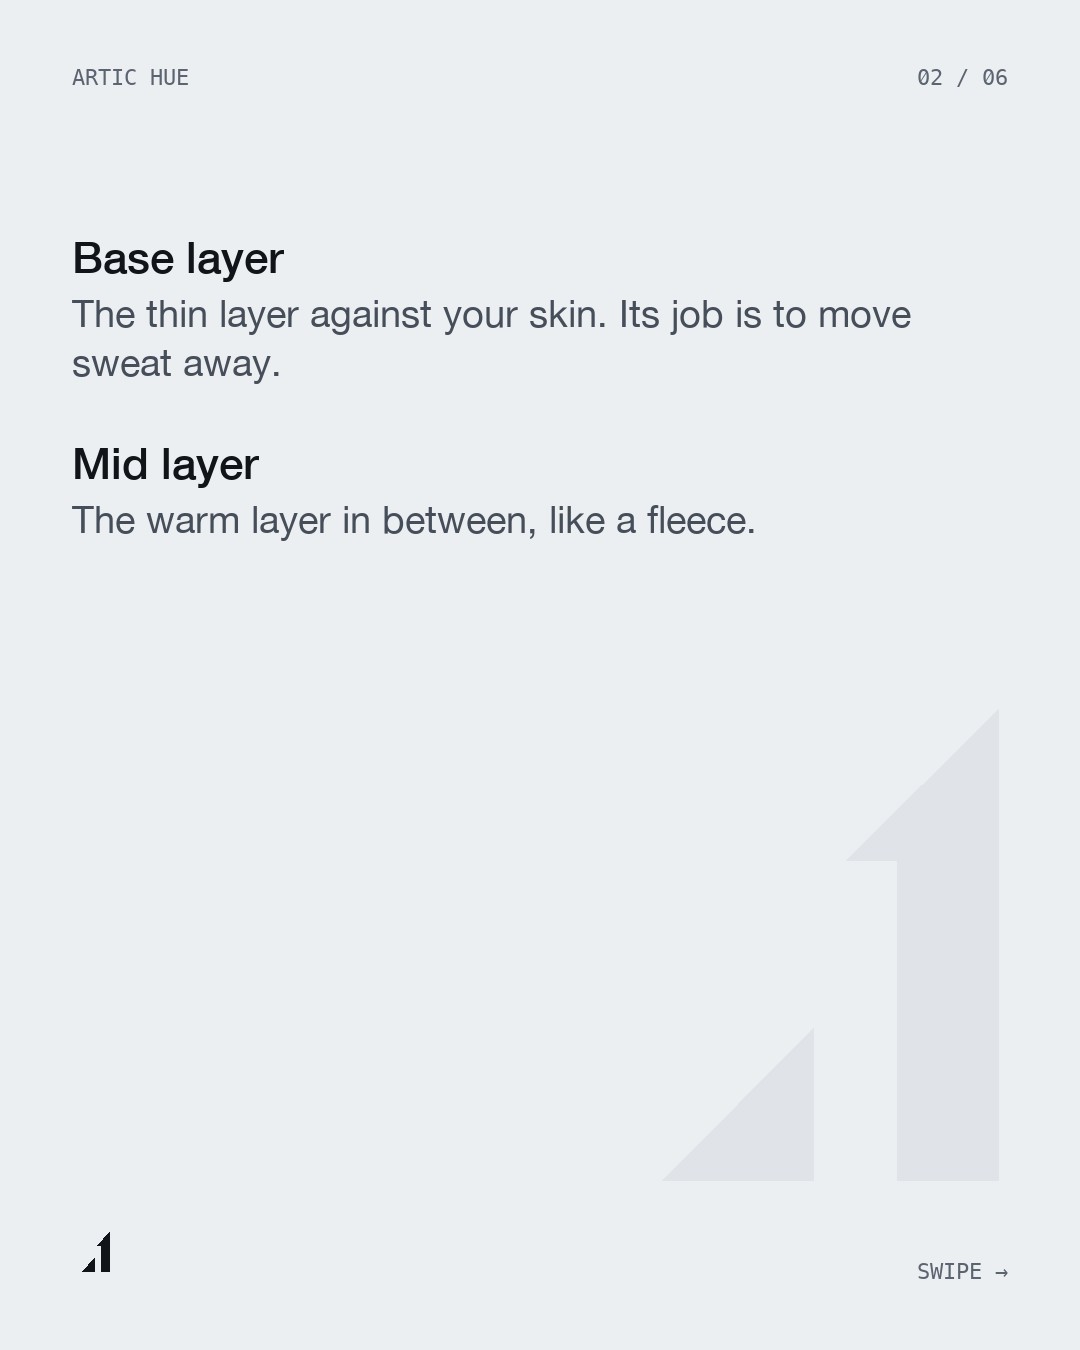 ARTIC HUE
02 / 06
Base layer
The thin layer against your skin. Its job is to move
sweat away.
Mid layer
The warm layer in between, like a fleece.
SWIPE →